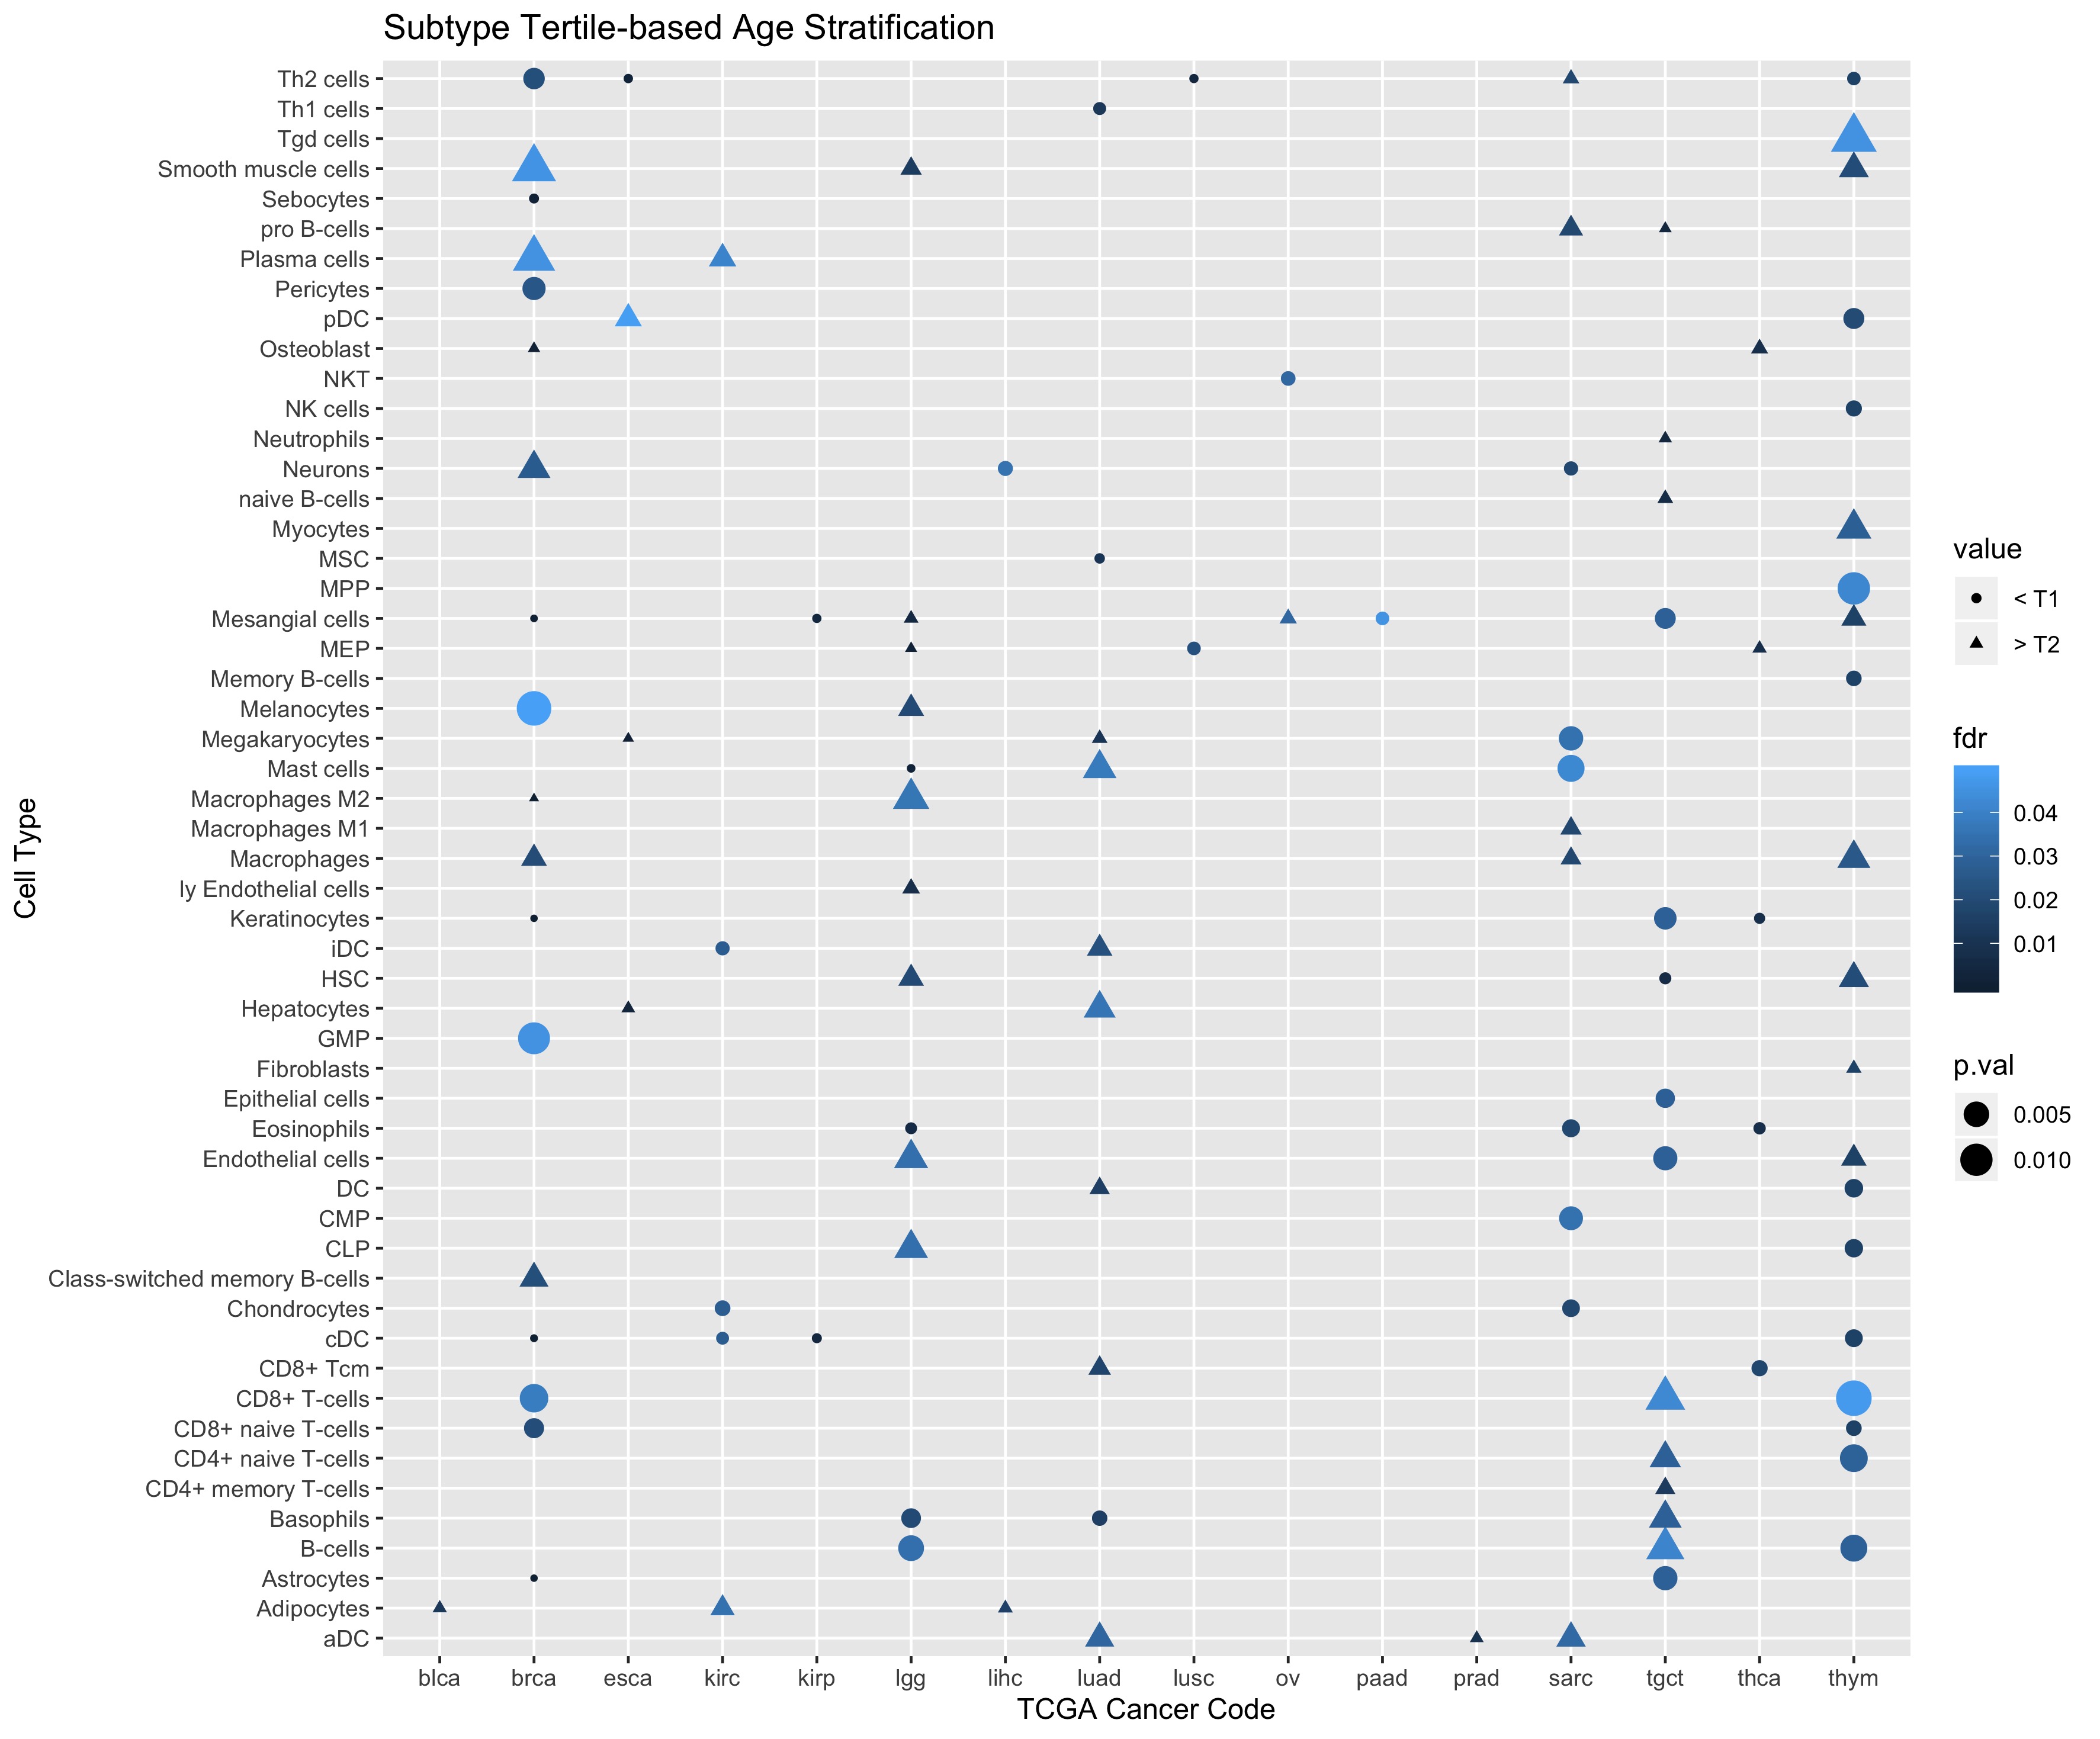 Subtype Tertile-based Age Stratification
Cell Type
Th2 cells
Th1 cells
Tgd cells
Smooth muscle cells
Sebocytes
pro B-cells
Plasma cells
Pericytes
pDC
Osteoblast
NKT
NK cells
Neutrophils
Neurons
naive B-cells
Myocytes
MSC
MPP
Mesangial cells
MEP
Memory B-cells
Melanocytes
Megakaryocytes
Mast cells
Macrophages M2
Macrophages M1
Macrophages
ly Endothelial cells
Keratinocytes
iDC
HSC
Hepatocytes
GMP
Fibroblasts
Epithelial cells
Eosinophils
Endothelial cells
DC
CMP
CLP
Class-switched memory B-cells
Chondrocytes
cDC
CD8+ Tcm
CD8+ T-cells
CD8+ naive T-cells
CD4+ naive T-cells
CD4+ memory T-cells
Basophils
B-cells
Astrocytes
Adipocytes
aDC
blca brca esca kirc kirp lgg lihc luad lusc ov paad prad sarc tgct thca thym
TCGA Cancer Code
value
< T1
> T2
fdr
0.04
0.03
0.02
0.01
p.val
0.005
0.010